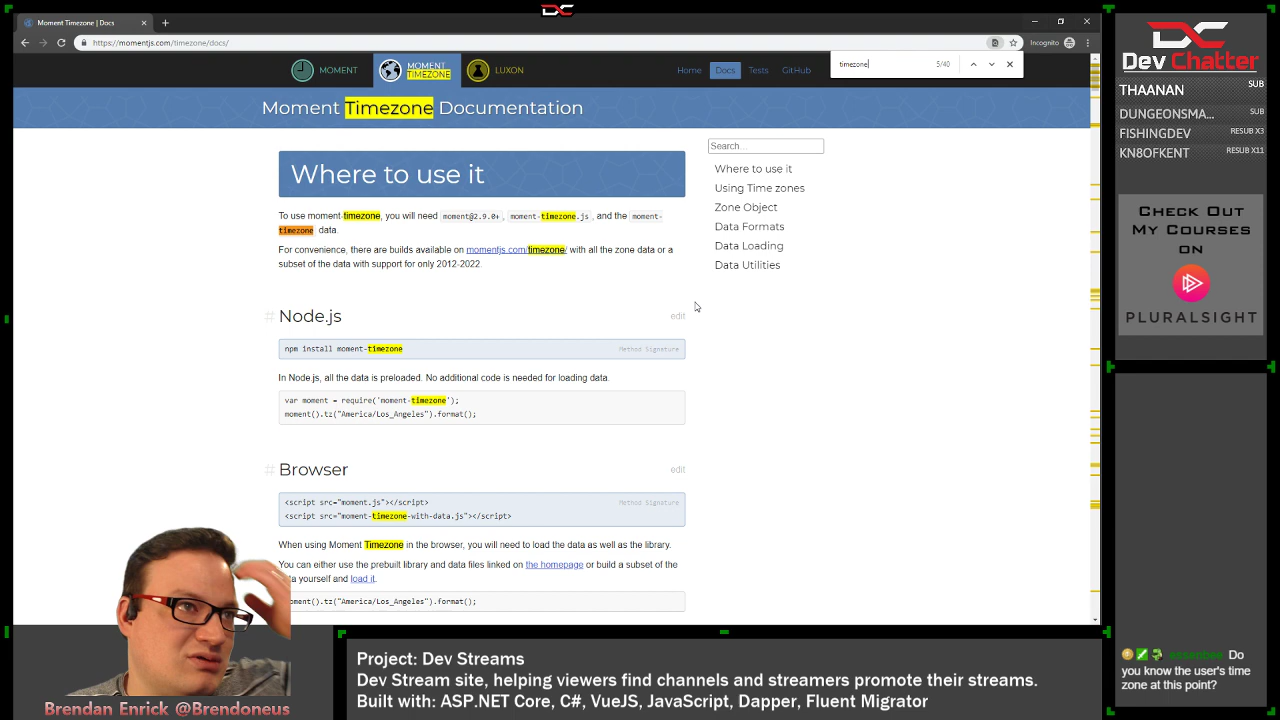 Moment Timezone | Docs
https://momentjs.com/timezone/docs/
Incognito
MOMENT
MOMENT
TIMEZONE
LUXON
Home
Docs
Tests
GitHub
timezone
5/40
Moment Timezone Documentation
Where to use it
To use moment-timezone, you will need moment@2.9.0+, moment-timezone.js, and the moment-
timezone data.
For convenience, there are builds available on momentjs.com/timezone/ with all the zone data or a
subset of the data with support for only 2012-2022.
# Node.js
edit
npm install moment-timezone
Method Signature
In Node.js, all the data is preloaded. No additional code is needed for loading data.
var moment = require('moment-timezone');
moment().tz("America/Los_Angeles").format();
# Browser
edit
<script src="moment.js"></script>
Method Signature
<script src="moment-timezone-with-data.js"></script>
When using Moment Timezone in the browser, you will need to load the data as well as the library.
You can either use the prebuilt library and data files linked on the homepage or build a subset of the
ta yourself and load it.
oment().tz("America/Los_Angeles").format();
Search...
Where to use it
Using Time zones
Zone Object
Data Formats
Data Loading
Data Utilities
DC
DC
Dev Chatter
THAANAN SUB
DUNGEONSMA... SUB
FISHINGDEV RESUB X3
KN8OFKENT RESUB X11
CHECK OUT
MY COURSES
ON
PLURALSIGHT
Do
you know the user's time
zone at this point?
Project: Dev Streams
Dev Stream site, helping viewers find channels and streamers promote their streams.
Built with: ASP.NET Core, C#, VueJS, JavaScript, Dapper, Fluent Migrator
Brendan Enrick @Brendoneus